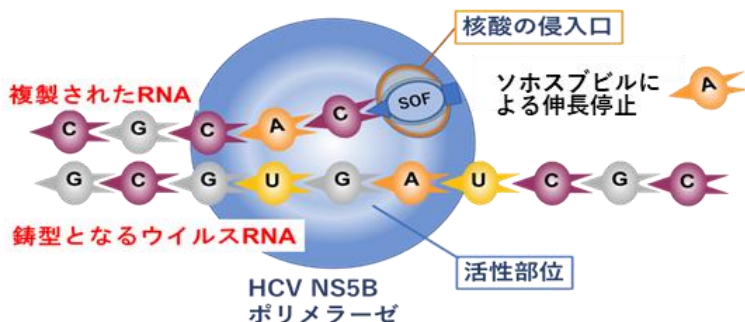 核酸の侵入口
複製されたRNA
ソホスブビルに
よる伸長停止
A
SOF
C G C A C
G C G U G A U C G C
鋳型となるウイルスRNA
活性部位
HCV NS5B
ポリメラーゼ